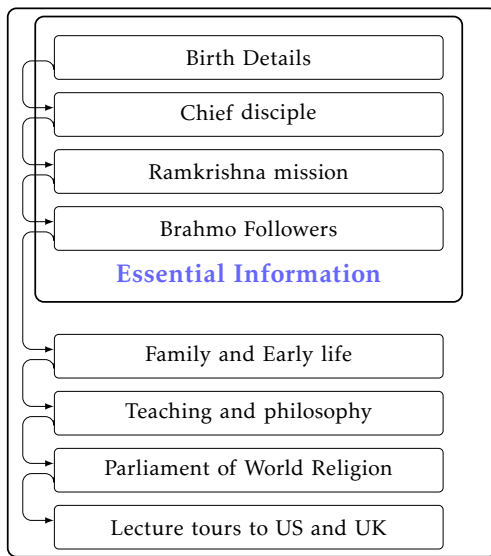 Birth Details
Chief disciple
Ramkrishna mission
Brahmo Followers
Essential Information
Family and Early life
Teaching and philosophy
Parliament of World Religion
Lecture tours to US and UK